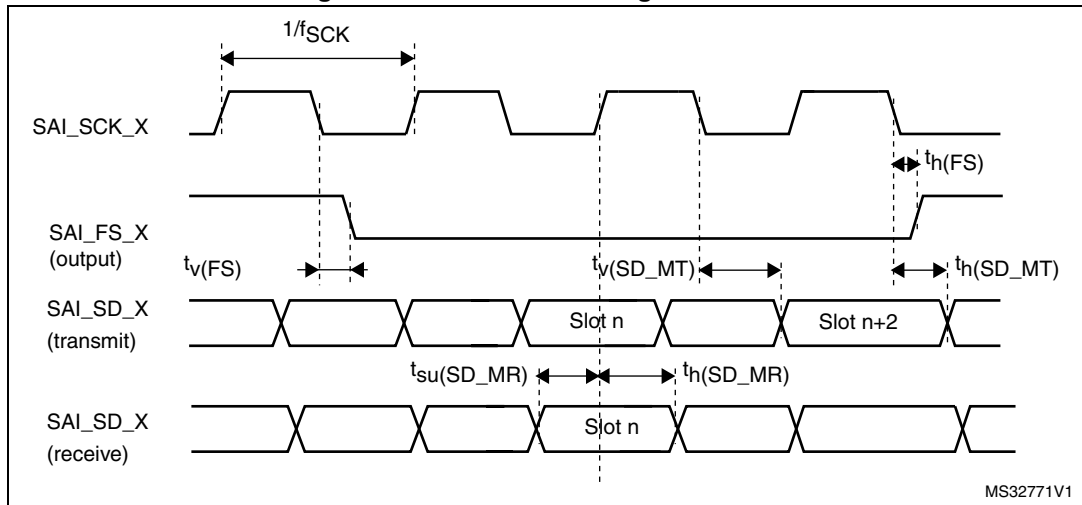 1/fSCK
SAI_SCK_X
th(FS)
SAI_FS_X
(output)
tv(FS)
tv(SD_MT)
th(SD_MT)
SAI_SD_X
(transmit)
Slot n
Slot n+2
tsu(SD_MR)
th(SD_MR)
SAI_SD_X
(receive)
Slot n
MS32771V1